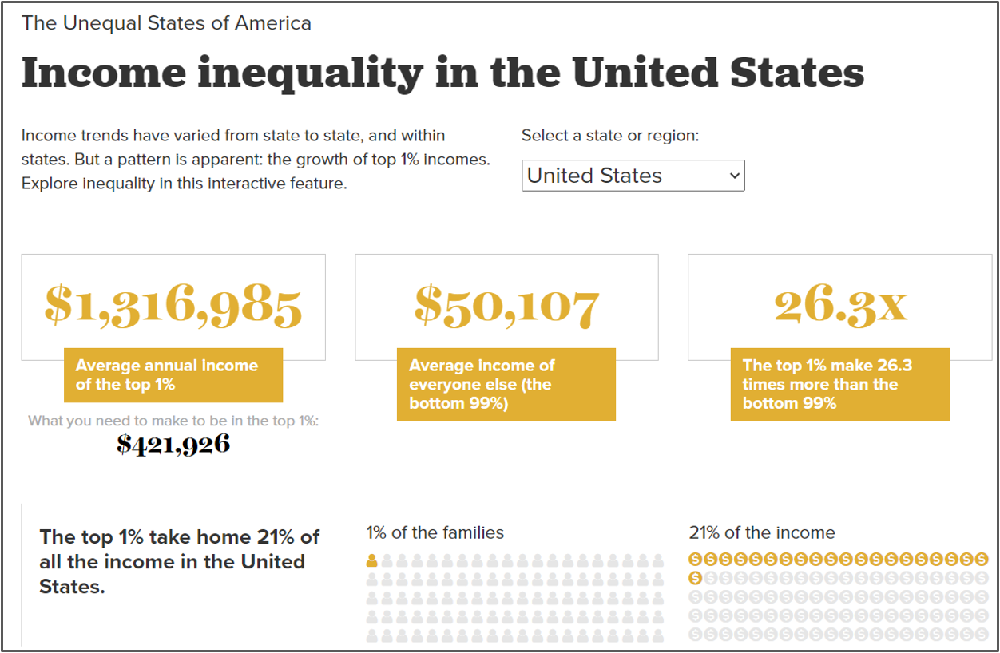 The Unequal States of America
Income inequality in the United States
Income trends have varied from state to state, and within
states. But a pattern is apparent: the growth of top 1% incomes.
Explore inequality in this interactive feature.
Select a state or region:
United States
$1,316,985
Average annual income
of the top 1%
What you need to make to be in the top 1%:
$421,926
$50,107
Average income of
everyone else (the
bottom 99%)
26.3x
The top 1% make 26.3
times more than the
bottom 99%
The top 1% take home 21% of
all the income in the United
States.
1% of the families
21% of the income